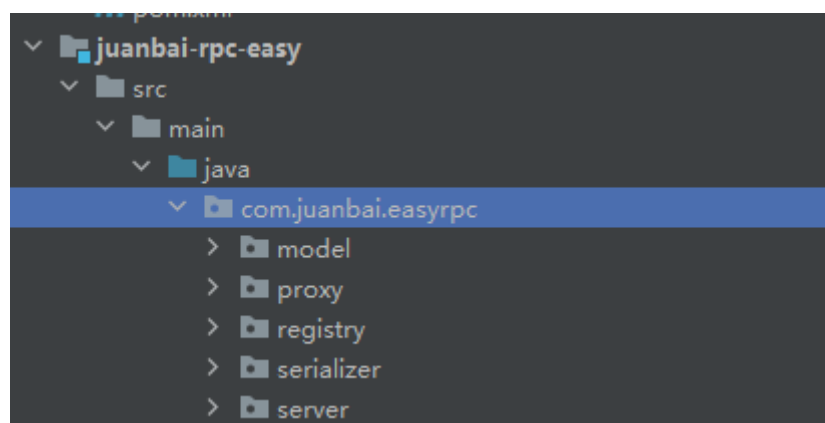 juanbai-rpc-easy
src
main
java
com.juanbai.easyrpc
model
proxy
registry
serializer
server